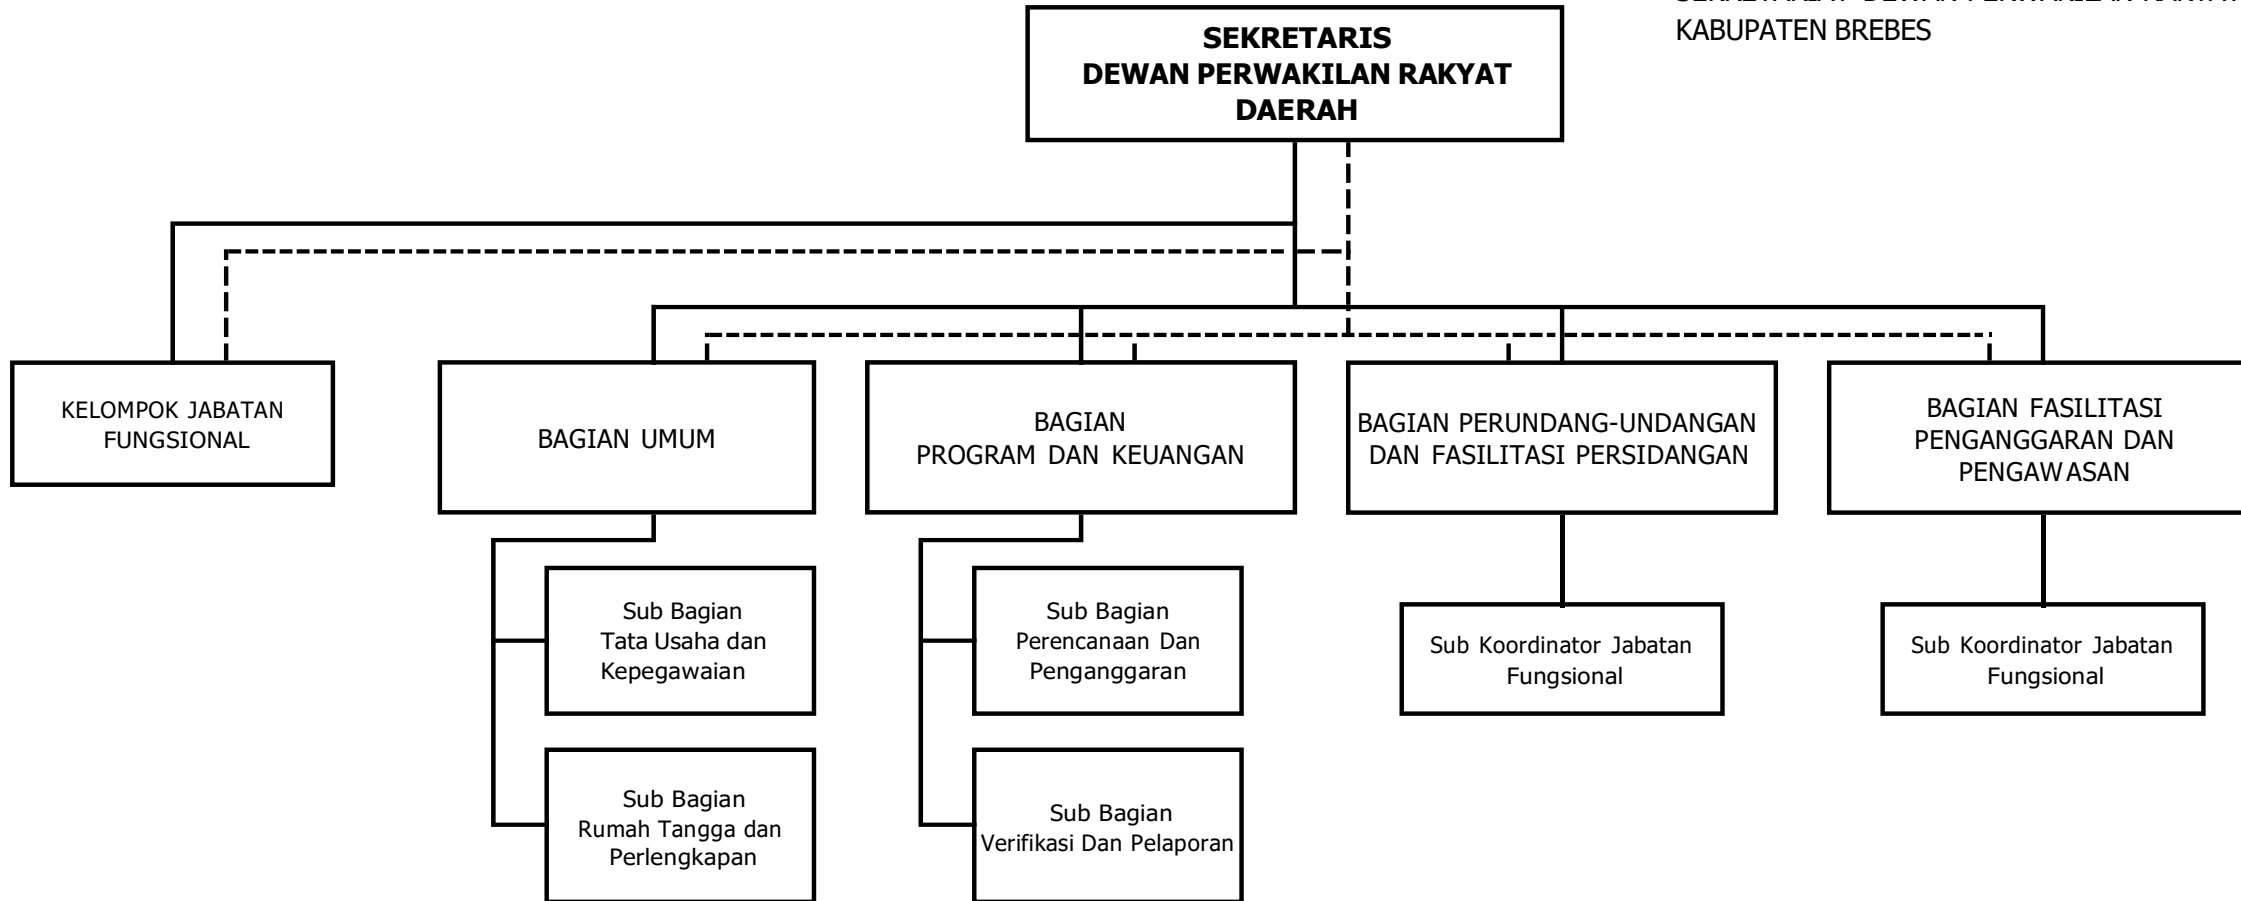 KABUPATEN BREBES
SEKRETARIS
DEWAN PERWAKILAN RAKYAT
DAERAH
KELOMPOK JABATAN
FUNGSIONAL
BAGIAN UMUM
BAGIAN
PROGRAM DAN KEUANGAN
BAGIAN PERUNDANG-UNDANGAN
DAN FASILITASI PERSIDANGAN
BAGIAN FASILITASI
PENGANGGARAN DAN
PENGAWASAN
Sub Bagian
Tata Usaha dan
Kepegawaian
Sub Bagian
Perencanaan Dan
Penganggaran
Sub Koordinator Jabatan
Fungsional
Sub Koordinator Jabatan
Fungsional
Sub Bagian
Rumah Tangga dan
Perlengkapan
Sub Bagian
Verifikasi Dan Pelaporan